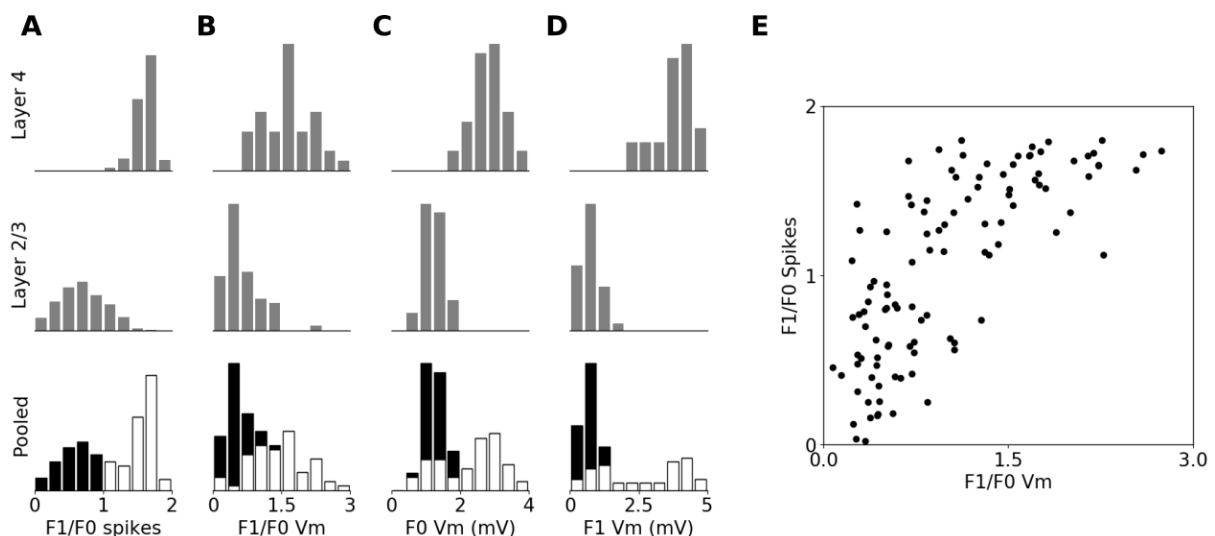 A B C D E
Layer 4
Layer 2/3
Pooled
0 1 2
F1/F0 spikes
0 1.5 3
F1/F0 Vm
0 2 4
F0 Vm (mV)
0 2.5 5
F1 Vm (mV)
2
1
0
F1/F0 Spikes
0.0 1.5 3.0
F1/F0 Vm